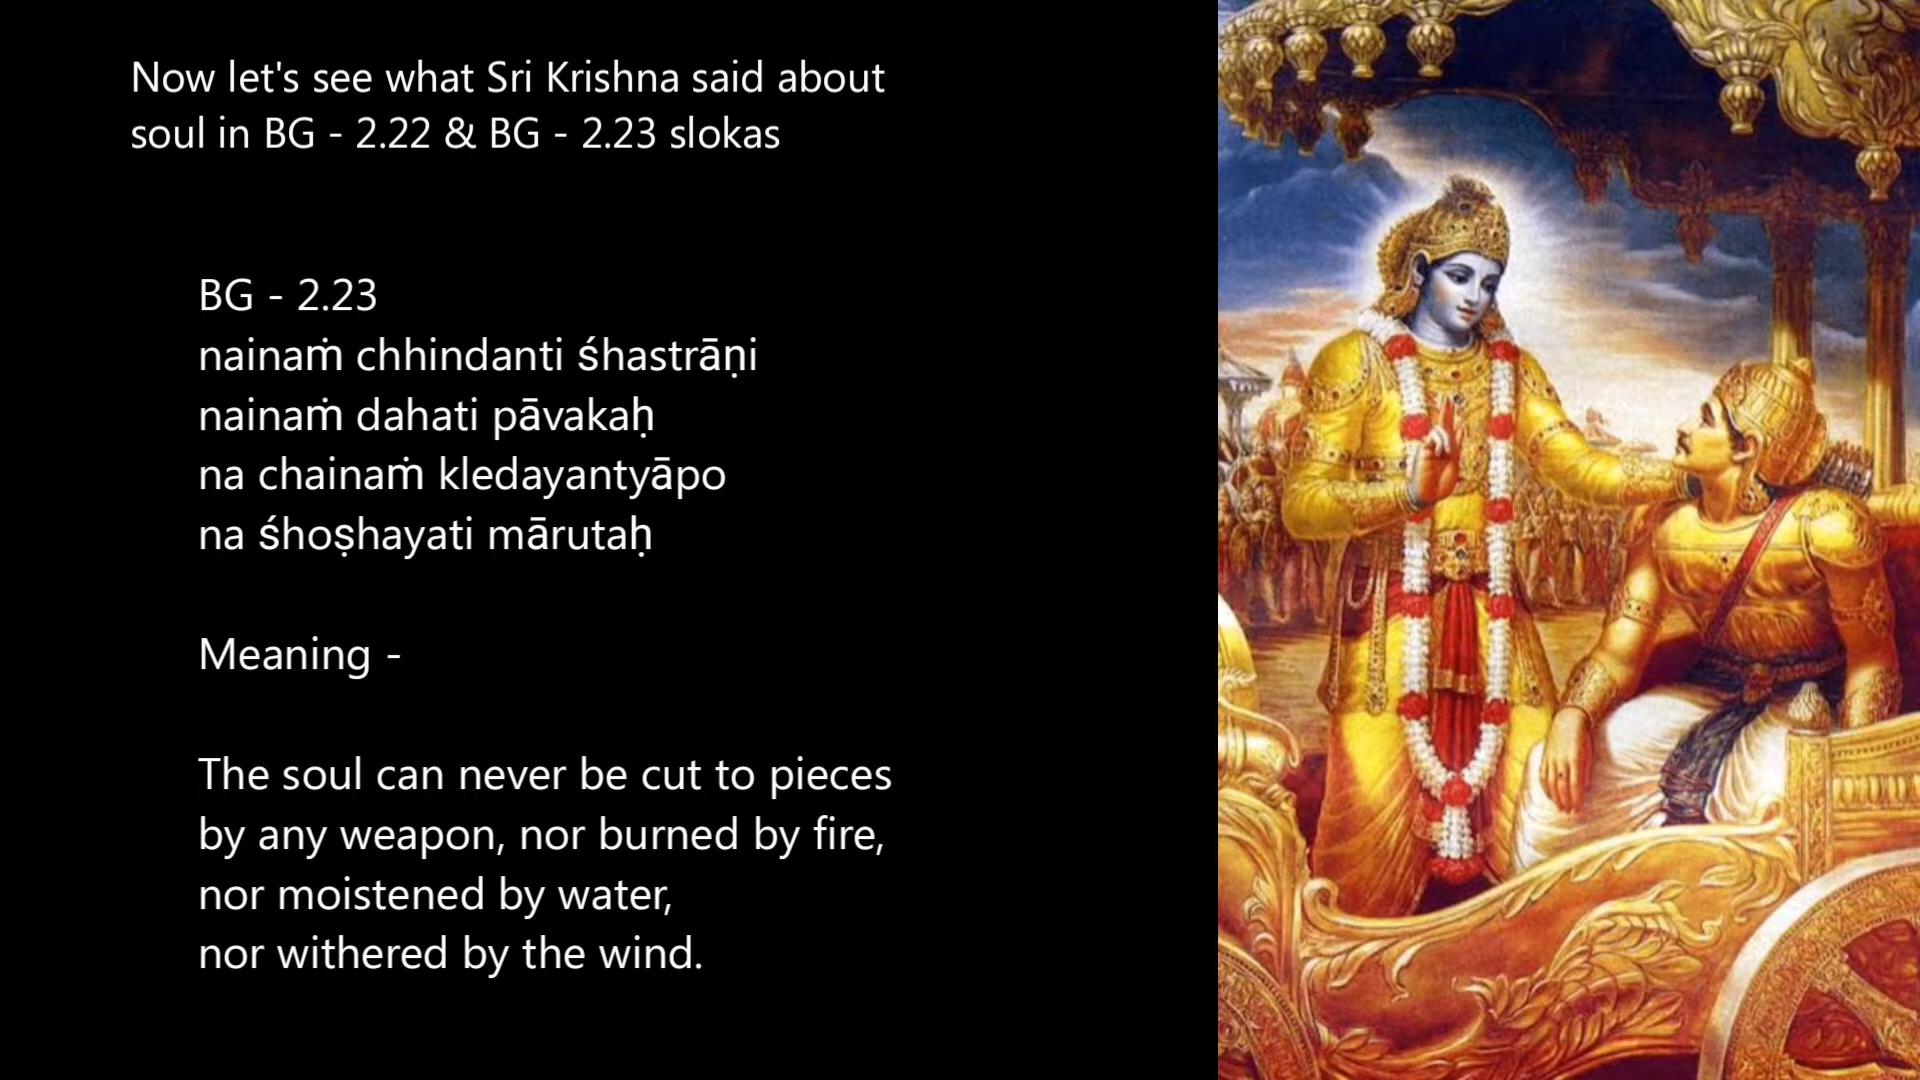 Now let's see what Sri Krishna said about
soul in BG - 2.22 & BG - 2.23 slokas
BG - 2.23
nainaṁ chhindanti śhastrāṇi
nainaṁ dahati pāvakaḥ
na chainaṁ kledayantyāpo
na śhoṣhayati mārutaḥ
Meaning -
The soul can never be cut to pieces
by any weapon, nor burned by fire,
nor moistened by water,
nor withered by the wind.